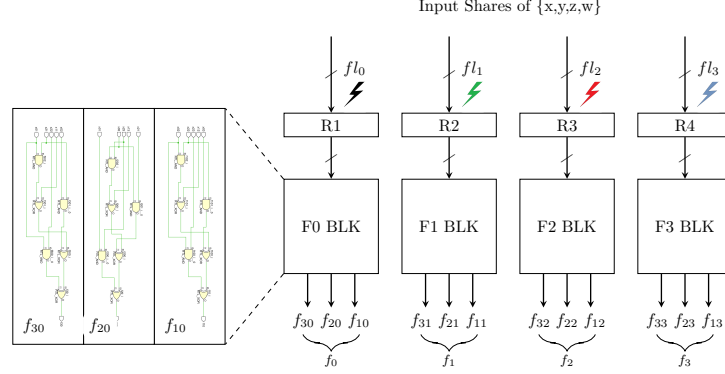 Input Shares of {x,y,z,w}
fl₀ fl₁ fl₂ fl₃
R1 R2 R3 R4
F0 BLK F1 BLK F2 BLK F3 BLK
f₃₀ f₂₀ f₁₀
f₃₀ f₂₀ f₁₀ f₃₁ f₂₁ f₁₁ f₃₂ f₂₂ f₁₂ f₃₃ f₂₃ f₁₃
f₀ f₁ f₂ f₃